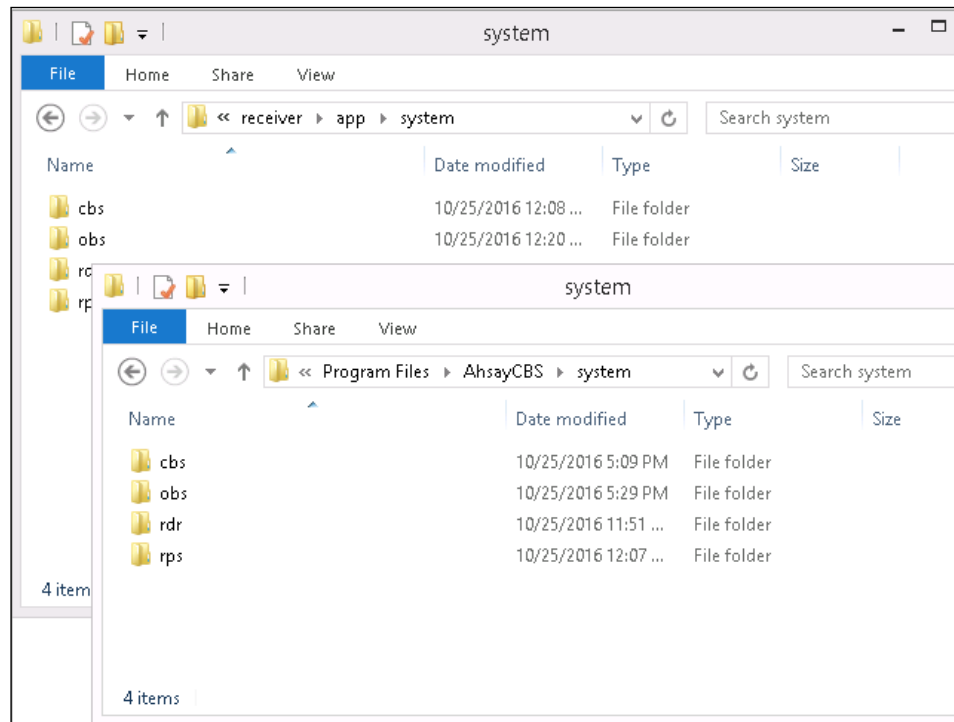 system
File Home Share View
« receiver app system Search system
Name Date modified Type Size
cbs 10/25/2016 12:08 ... File folder
obs 10/25/2016 12:20 ... File folder
4 item
system
File Home Share View
« Program Files AhsayCBS system Search system
Name Date modified Type Size
cbs 10/25/2016 5:09 PM File folder
obs 10/25/2016 5:29 PM File folder
rdr 10/25/2016 11:51 ... File folder
rps 10/25/2016 12:07 ... File folder
4 items